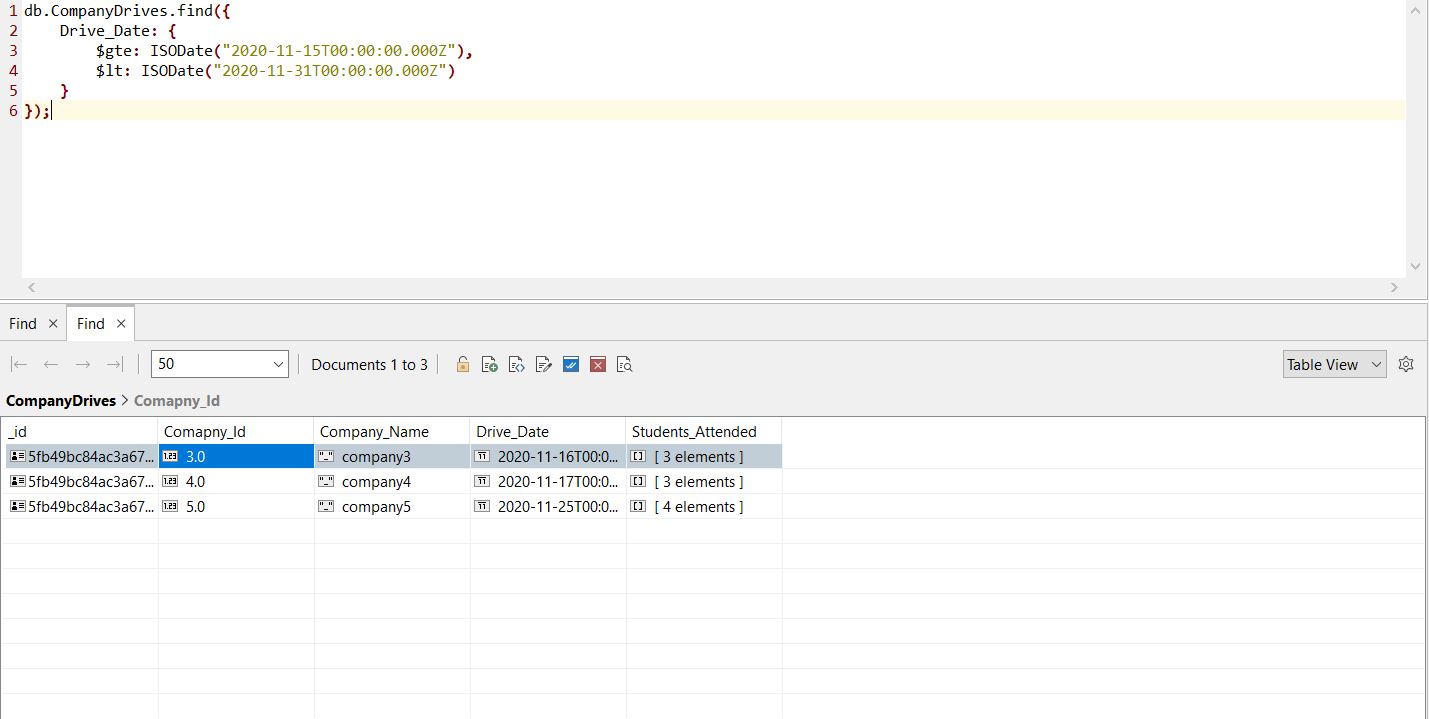 1 db.CompanyDrives.find({
2 Drive_Date: {
3 $gte: ISODate("2020-11-15T00:00:00.000Z"),
4 $lt: ISODate("2020-11-31T00:00:00.000Z")
5 }
6 });
Find × Find ×
50 Documents 1 to 3 Table View
CompanyDrives > Comapny_Id
_id Comapny_Id Company_Name Drive_Date Students_Attended
5fb49bc84ac3a67... 3.0 company3 2020-11-16T00:0... [ 3 elements ]
5fb49bc84ac3a67... 4.0 company4 2020-11-17T00:0... [ 3 elements ]
5fb49bc84ac3a67... 5.0 company5 2020-11-25T00:0... [ 4 elements ]